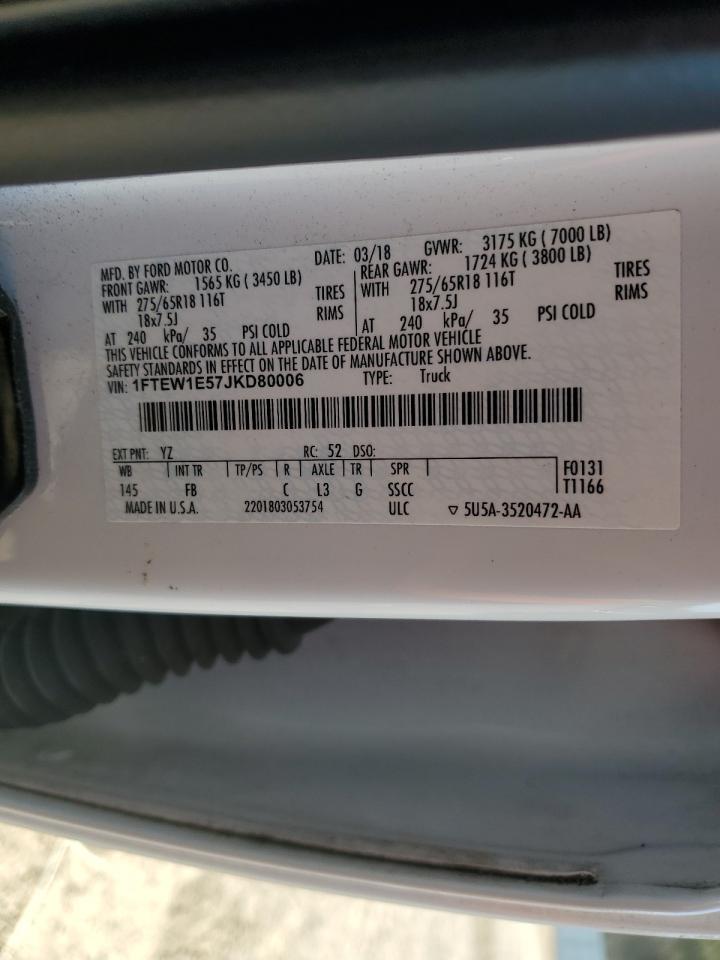 MFD. BY FORD MOTOR CO. DATE: 03/18 GVWR: 3175 KG ( 7000 LB)
FRONT GAWR: 1565 KG ( 3450 LB) REAR GAWR: 1724 KG ( 3800 LB)
WITH 275/65R18 116T TIRES WITH 275/65R18 116T TIRES
18x7.5J RIMS 18x7.5J RIMS
AT 240 kPa/ 35 PSI COLD AT 240 kPa/ 35 PSI COLD
THIS VEHICLE CONFORMS TO ALL APPLICABLE FEDERAL MOTOR VEHICLE
SAFETY STANDARDS IN EFFECT ON THE DATE OF MANUFACTURE SHOWN ABOVE.
VIN: 1FTEW1E57JKD80006 TYPE: Truck
EXT PNT: YZ RC: 52 DSO:
WB INT TR TP/PS R AXLE TR SPR F0131
145 FB C L3 G SSCC T1166
MADE IN U.S.A. 2201803053754 ULC ▽ 5U5A-3520472-AA